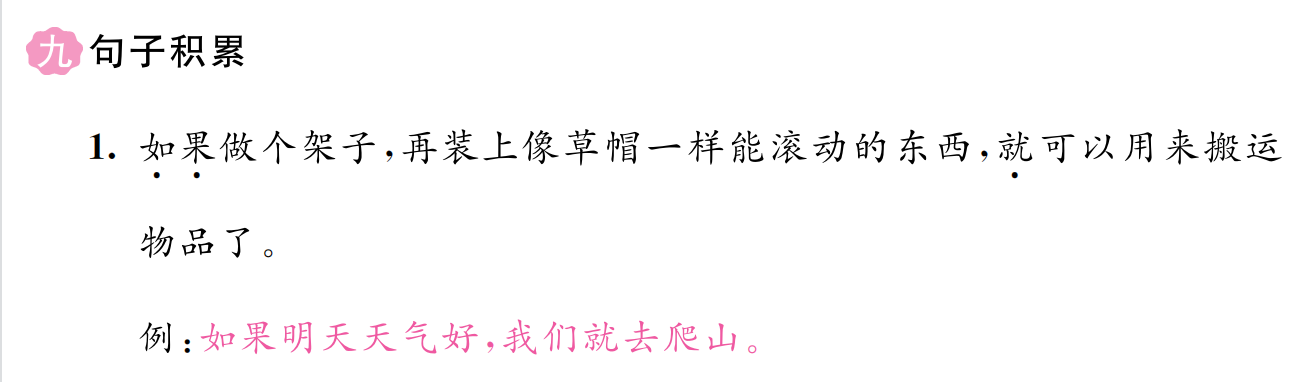 九 句子积累
1. 如果做个架子,再装上像草帽一样能滚动的东西,就可以用来搬运
物品了。
例:如果明天天气好,我们就去爬山。